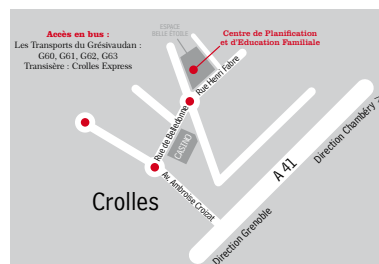 Accès en bus :
Les Transports du Grésivaudan :
G60, G61, G62, G63
Transisère : Crolles Express
ESPACE
BELLE ÉTOILE
Centre de Planification
et d'Education Familiale
Rue Henri Fabre
Rue de Belledonne
CASINO
Av. Ambroise Croizat
Crolles
A 41
Direction Chambéry
Direction Grenoble